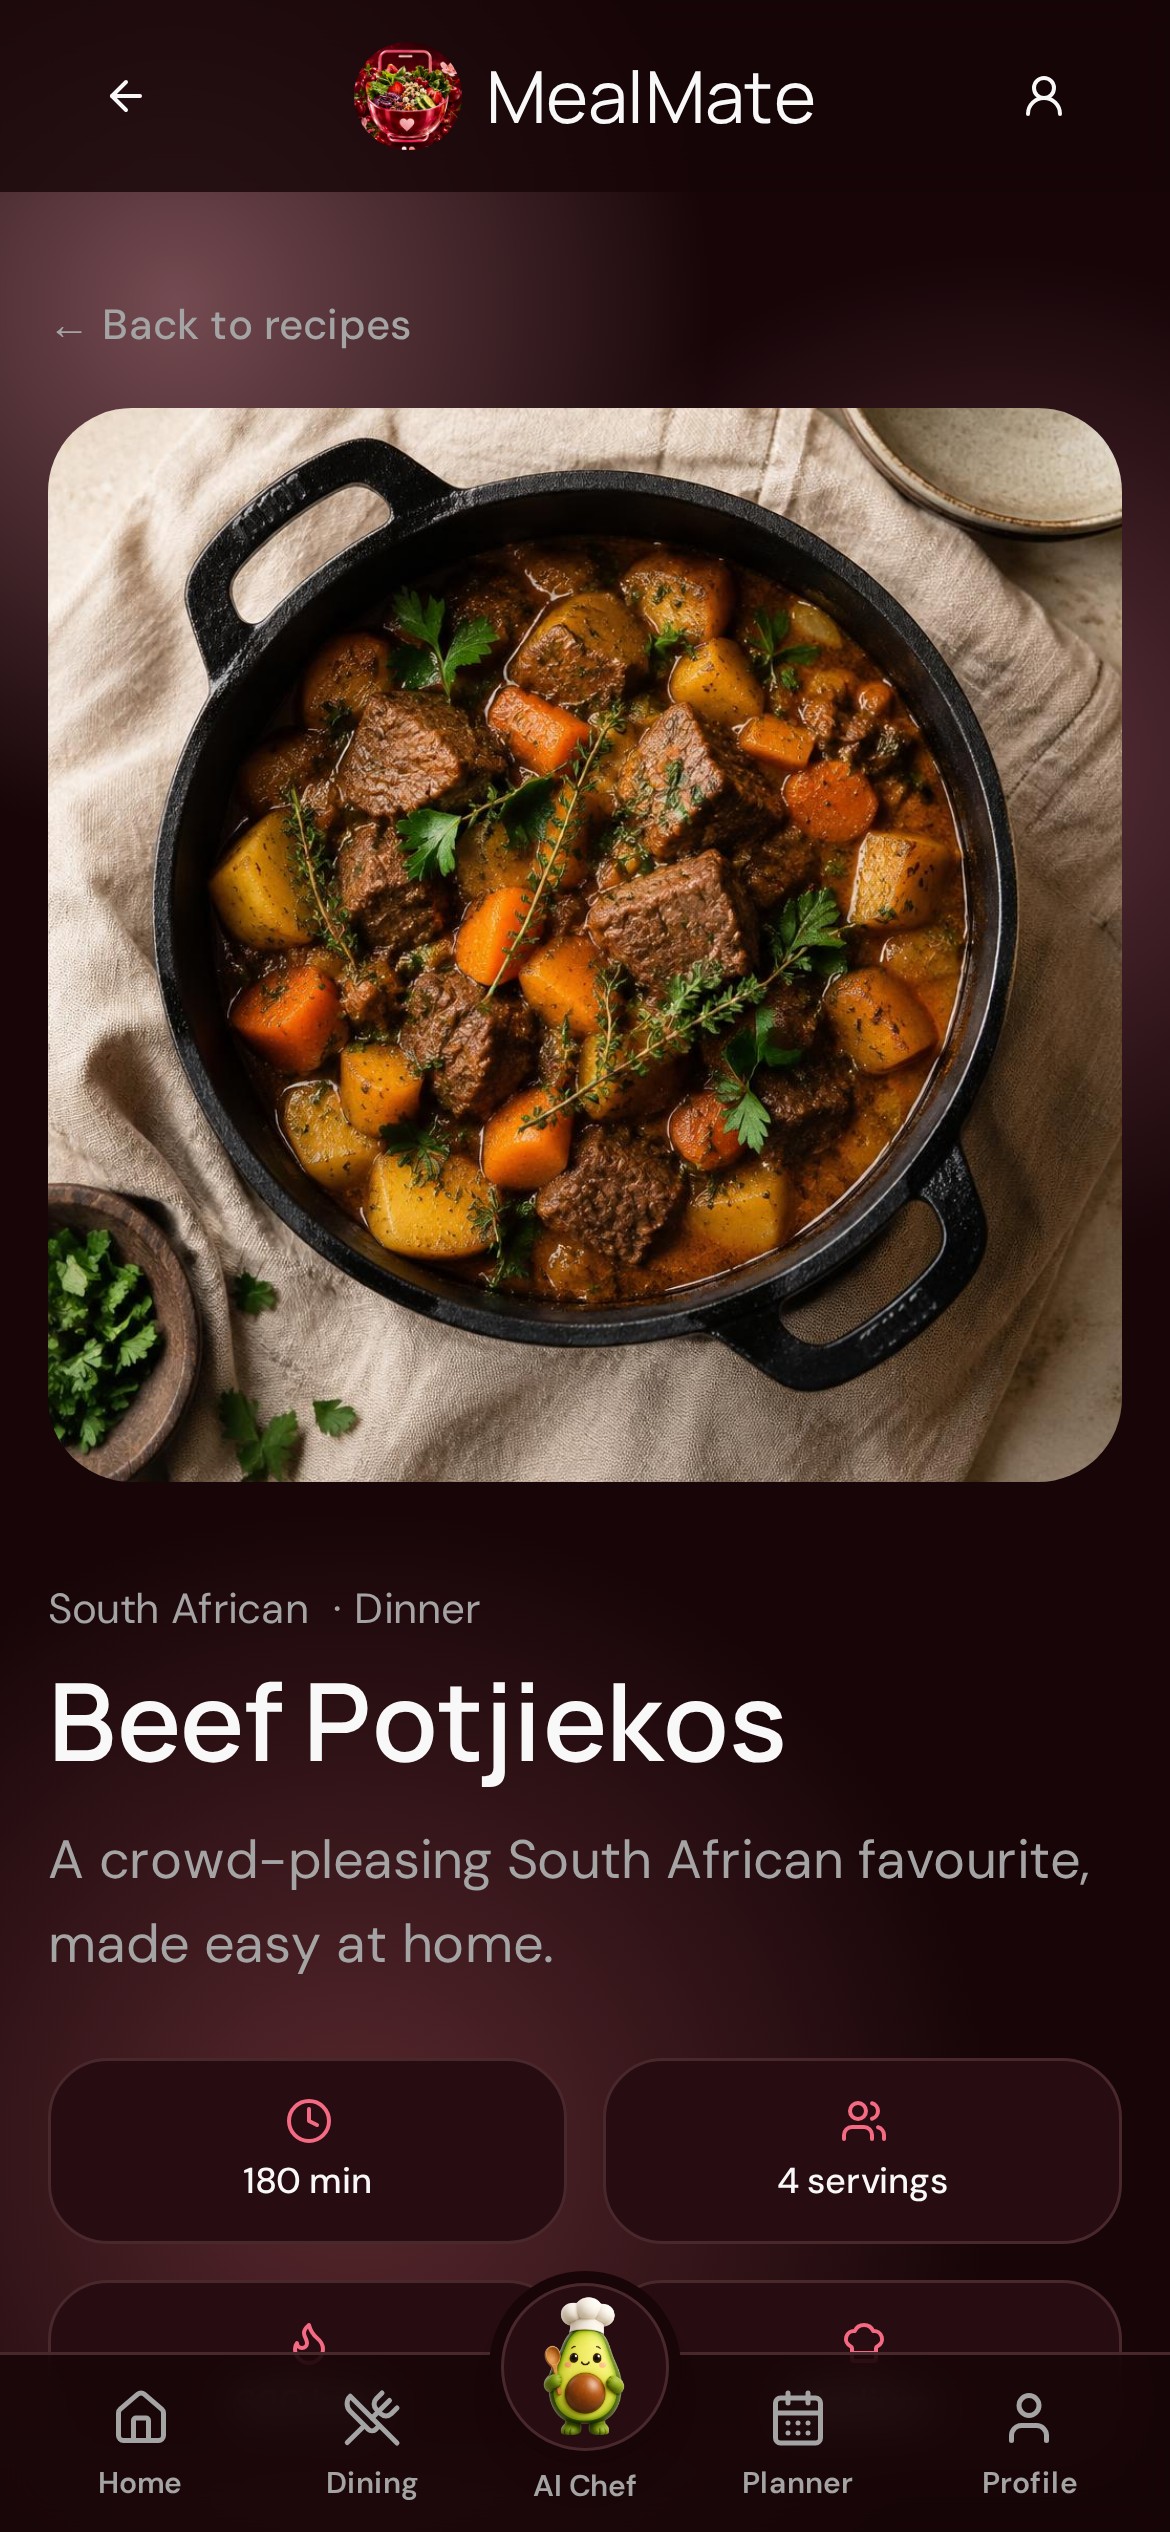 MealMate
← Back to recipes
South African · Dinner
Beef Potjiekos
A crowd-pleasing South African favourite,
made easy at home.
180 min
4 servings
Home
Dining
AI Chef
Planner
Profile